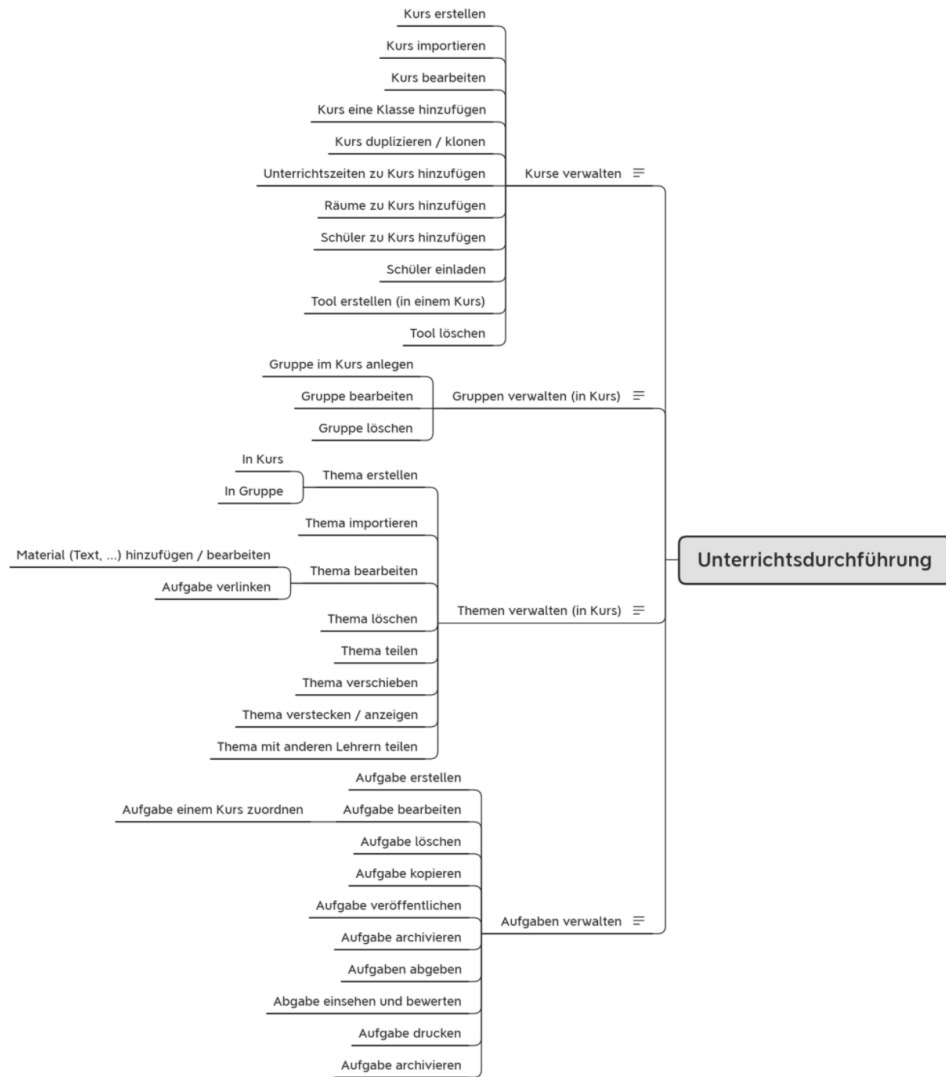 Kurs erstellen
Kurs importieren
Kurs bearbeiten
Kurs eine Klasse hinzufügen
Kurs duplizieren / klonen
Unterrichtszeiten zu Kurs hinzufügen
Kurse verwalten
Räume zu Kurs hinzufügen
Schüler zu Kurs hinzufügen
Schüler einladen
Tool erstellen (in einem Kurs)
Tool löschen
Gruppe im Kurs anlegen
Gruppe bearbeiten
Gruppen verwalten (in Kurs)
Gruppe löschen
In Kurs
Thema erstellen
In Gruppe
Thema importieren
Material (Text, ...) hinzufügen / bearbeiten
Thema bearbeiten
Aufgabe verlinken
Thema löschen
Themen verwalten (in Kurs)
Thema teilen
Thema verschieben
Thema verstecken / anzeigen
Thema mit anderen Lehrern teilen
Unterrichtsdurchführung
Aufgabe erstellen
Aufgabe einem Kurs zuordnen
Aufgabe bearbeiten
Aufgabe löschen
Aufgabe kopieren
Aufgabe veröffentlichen
Aufgaben verwalten
Aufgabe archivieren
Aufgaben abgeben
Abgabe einsehen und bewerten
Aufgabe drucken
Aufgabe archivieren